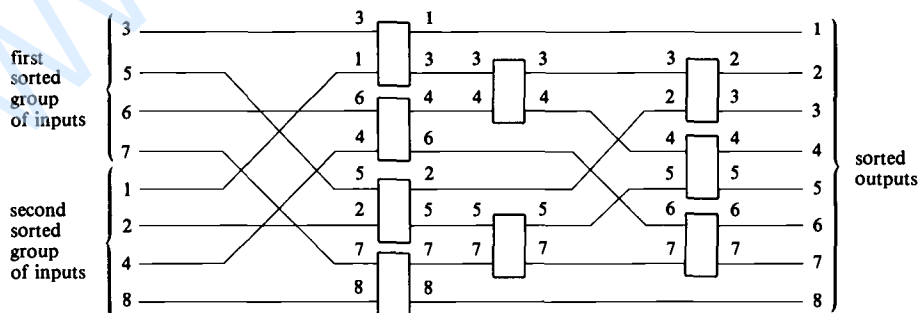 first
sorted
group
of inputs
second
sorted
group
of inputs
3
5
6
7
1
2
4
8
3 1
1 3 3 3 3 2
6 4 4 4 2 3
4 6 4 4
5 2 5 5
2 5 5 5 6 6
7 7 7 7 7 7
8 8
1
2
3
4
5
6
7
8
sorted
outputs